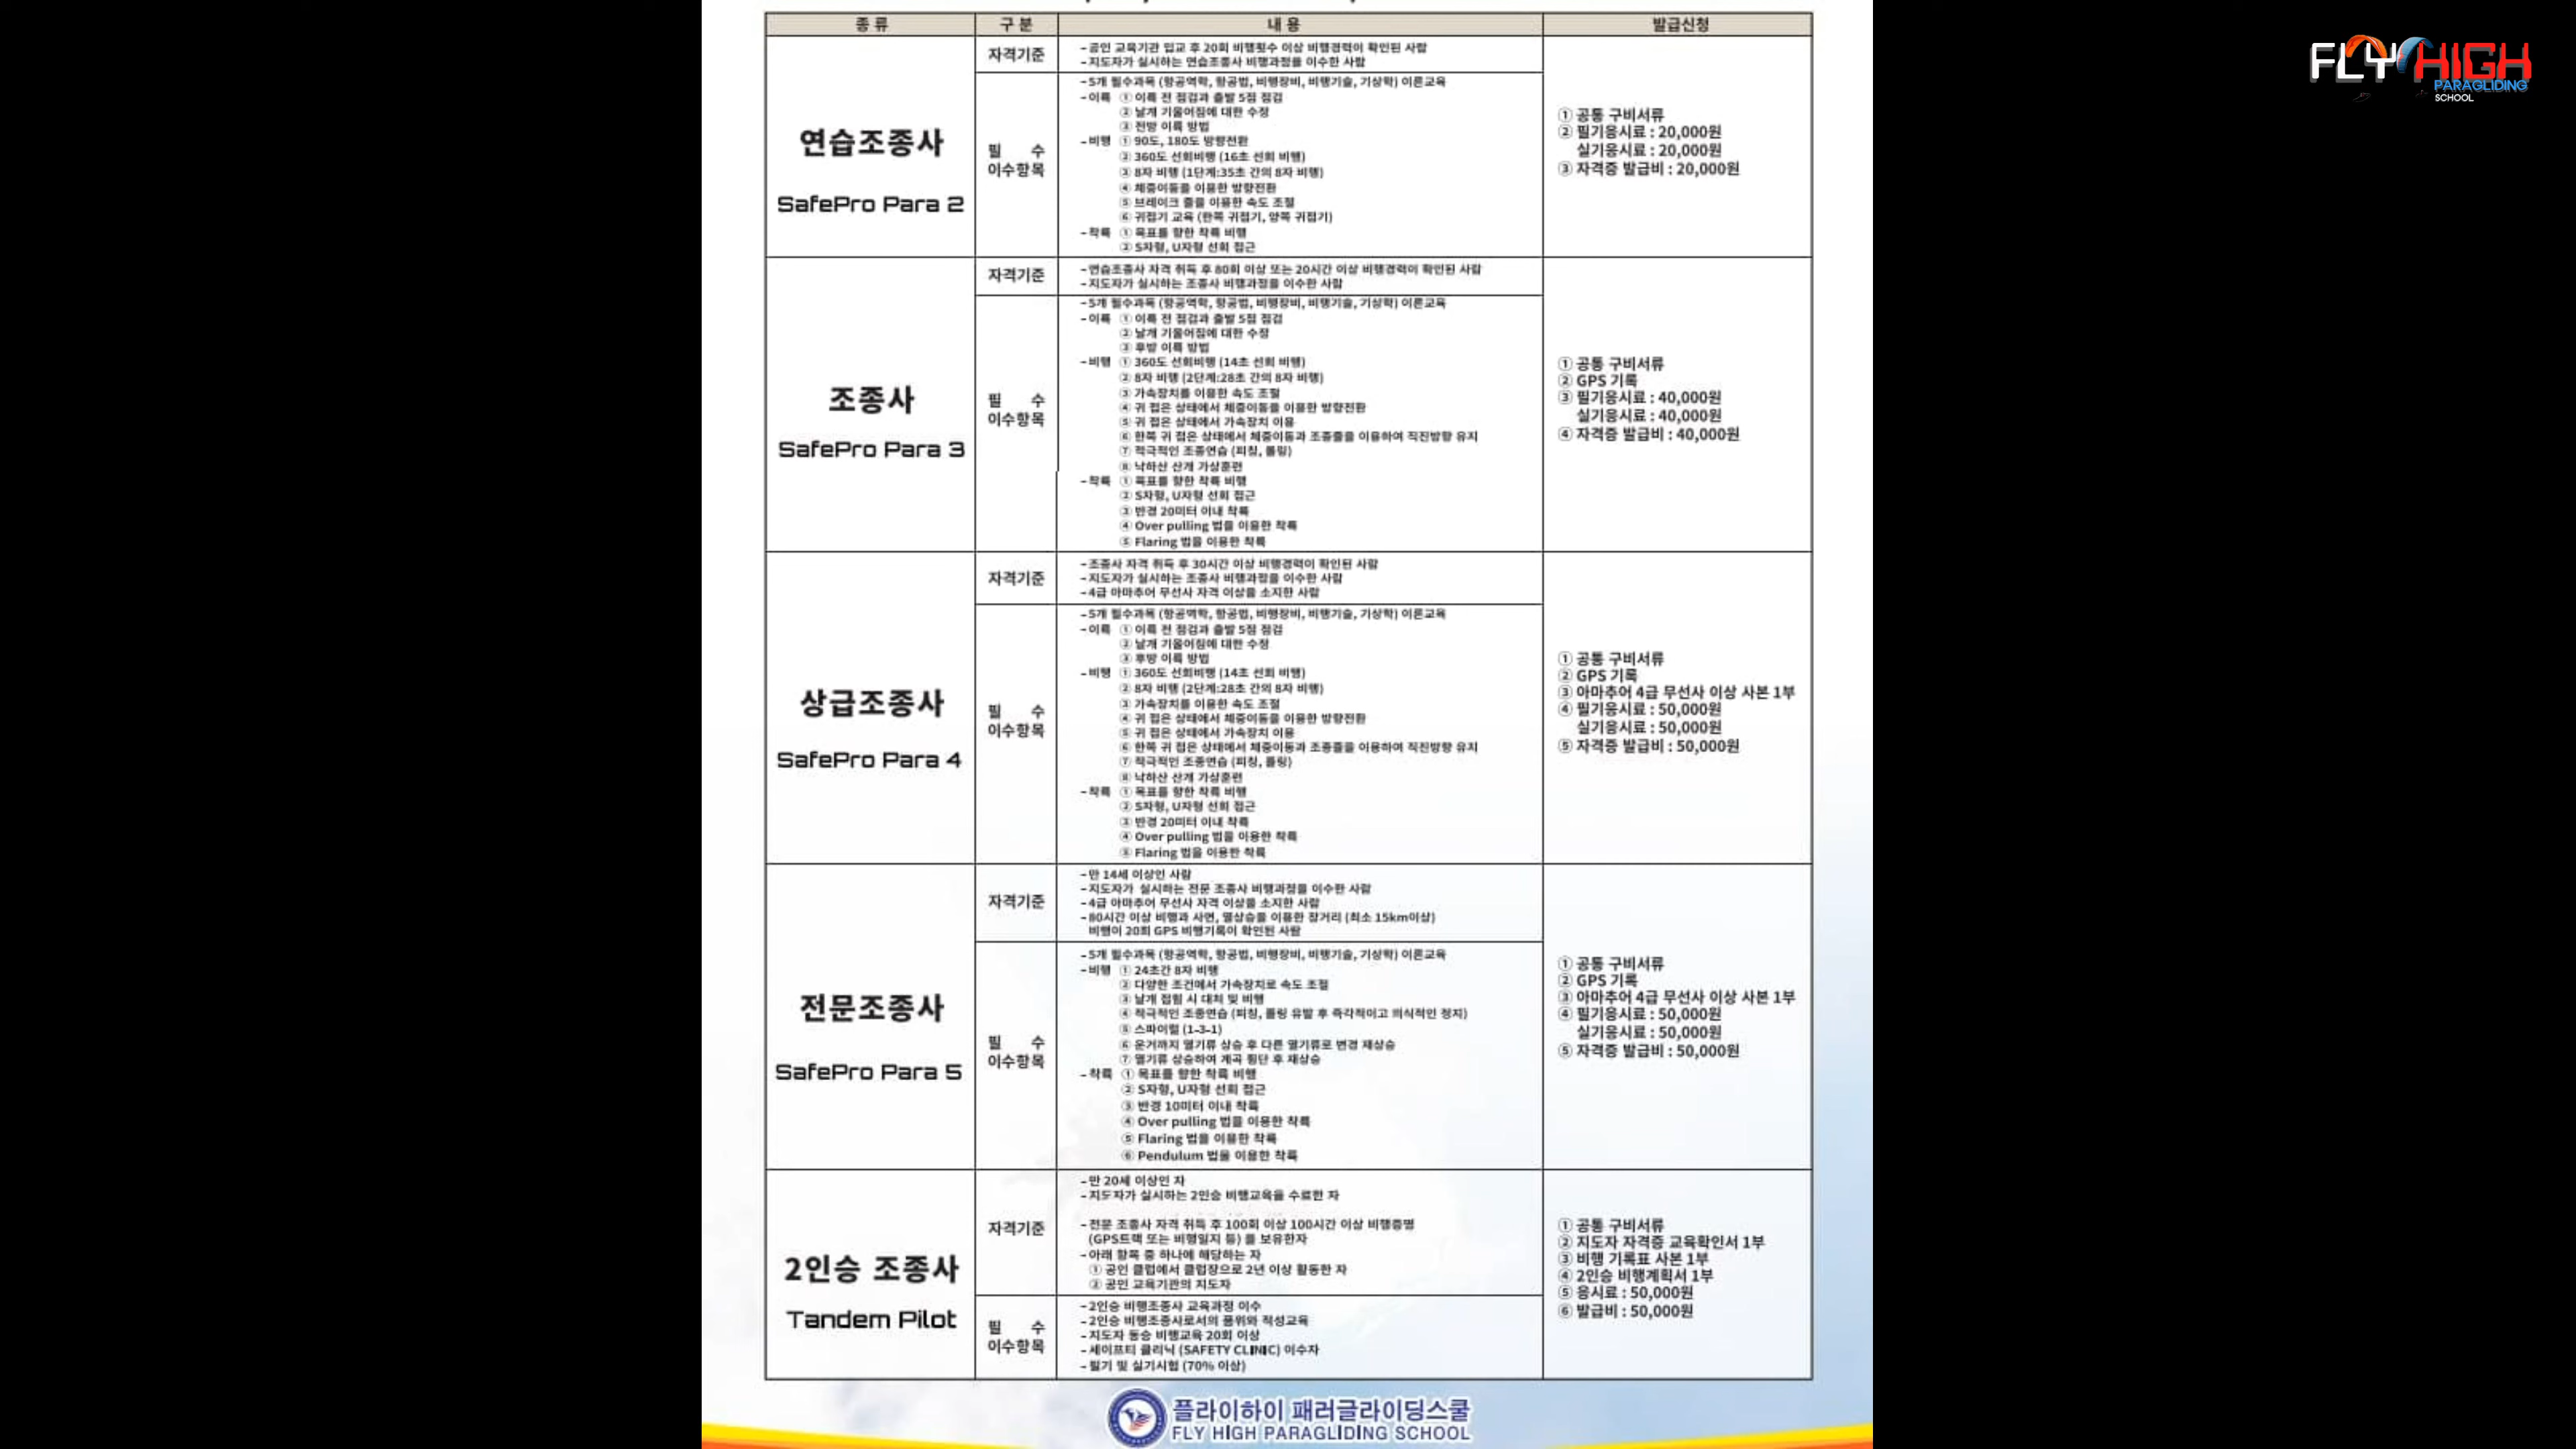 종 류 구 분 내 용 발급신청
연습조종사
SafePro Para 2
자격기준
- 공인 교육기관 입교 후 20회 비행횟수 이상 비행경력이 확인된 사람
- 지도자가 실시하는 연습조종사 비행과정을 이수한 사람
필 수
이수항목
- 5개 필수과목 (항공역학, 항공법, 비행장비, 비행기술, 기상학) 이론교육
- 이륙 ① 이륙 전 점검과 출발 5점 점검
② 날개 기울어짐에 대한 수정
③ 전방 이륙 방법
- 비행 ① 90도, 180도 방향전환
② 360도 선회비행 (16초 선회 비행)
③ 8자 비행 (1단계:35초 간의 8자 비행)
④ 체중이동을 이용한 방향전환
⑤ 브레이크 줄을 이용한 속도 조절
⑥ 귀접기 교육 (한쪽 귀접기, 양쪽 귀접기)
- 착륙 ① 목표를 향한 착륙 비행
② S자형, U자형 선회 접근
① 공통 구비서류
② 필기응시료 : 20,000원
실기응시료 : 20,000원
③ 자격증 발급비 : 20,000원
조종사
SafePro Para 3
자격기준
- 연습조종사 자격 취득 후 80회 이상 또는 20시간 이상 비행경력이 확인된 사람
- 지도자가 실시하는 조종사 비행과정을 이수한 사람
필 수
이수항목
- 5개 필수과목 (항공역학, 항공법, 비행장비, 비행기술, 기상학) 이론교육
- 이륙 ① 이륙 전 점검과 출발 5점 점검
② 날개 기울어짐에 대한 수정
③ 후방 이륙 방법
- 비행 ① 360도 선회비행 (14초 선회 비행)
② 8자 비행 (2단계:28초 간의 8자 비행)
③ 가속장치를 이용한 속도 조절
④ 귀 접은 상태에서 체중이동을 이용한 방향전환
⑤ 귀 접은 상태에서 가속장치 이용
⑥ 한쪽 귀 접은 상태에서 체중이동과 조종줄을 이용하여 직진방향 유지
⑦ 적극적인 조종연습 (피칭, 롤링)
⑧ 낙하산 산개 가상훈련
- 착륙 ① 목표를 향한 착륙 비행
② S자형, U자형 선회 접근
③ 반경 20미터 이내 착륙
④ Over pulling 법을 이용한 착륙
⑤ Flaring 법을 이용한 착륙
① 공통 구비서류
② GPS 기록
③ 필기응시료 : 40,000원
실기응시료 : 40,000원
④ 자격증 발급비 : 40,000원
상급조종사
SafePro Para 4
자격기준
- 조종사 자격 취득 후 30시간 이상 비행경력이 확인된 사람
- 지도자가 실시하는 조종사 비행과정을 이수한 사람
- 4급 아마추어 무선사 자격 이상을 소지한 사람
필 수
이수항목
- 5개 필수과목 (항공역학, 항공법, 비행장비, 비행기술, 기상학) 이론교육
- 이륙 ① 이륙 전 점검과 출발 5점 점검
② 날개 기울어짐에 대한 수정
③ 후방 이륙 방법
- 비행 ① 360도 선회비행 (14초 선회 비행)
② 8자 비행 (2단계:28초 간의 8자 비행)
③ 가속장치를 이용한 속도 조절
④ 귀 접은 상태에서 체중이동을 이용한 방향전환
⑤ 귀 접은 상태에서 가속장치 이용
⑥ 한쪽 귀 접은 상태에서 체중이동과 조종줄을 이용하여 직진방향 유지
⑦ 적극적인 조종연습 (피칭, 롤링)
⑧ 낙하산 산개 가상훈련
- 착륙 ① 목표를 향한 착륙 비행
② S자형, U자형 선회 접근
③ 반경 20미터 이내 착륙
④ Over pulling 법을 이용한 착륙
⑤ Flaring 법을 이용한 착륙
① 공통 구비서류
② GPS 기록
③ 아마추어 4급 무선사 이상 사본 1부
④ 필기응시료 : 50,000원
실기응시료 : 50,000원
⑤ 자격증 발급비 : 50,000원
전문조종사
SafePro Para 5
자격기준
- 만 14세 이상인 사람
- 지도자가 실시하는 전문 조종사 비행과정을 이수한 사람
- 4급 아마추어 무선사 자격 이상을 소지한 사람
- 80시간 이상 비행과 사면, 열상승을 이용한 장거리 (최소 15km이상)
비행이 20회 GPS 비행기록이 확인된 사람
필 수
이수항목
- 5개 필수과목 (항공역학, 항공법, 비행장비, 비행기술, 기상학) 이론교육
- 비행 ① 24초간 8자 비행
② 다양한 조건에서 가속장치로 속도 조절
③ 날개 접힘 시 대처 및 비행
④ 적극적인 조종연습 (피칭, 롤링 유발 후 즉각적이고 의식적인 정지)
⑤ 스파이럴 (1-3-1)
⑥ 운거까지 열기류 상승 후 다른 열기류로 변경 재상승
⑦ 열기류 상승하여 계곡 횡단 후 재상승
- 착륙 ① 목표를 향한 착륙 비행
② S자형, U자형 선회 접근
③ 반경 10미터 이내 착륙
④ Over pulling 법을 이용한 착륙
⑤ Flaring 법을 이용한 착륙
⑥ Pendulum 법을 이용한 착륙
① 공통 구비서류
② GPS 기록
③ 아마추어 4급 무선사 이상 사본 1부
④ 필기응시료 : 50,000원
실기응시료 : 50,000원
⑤ 자격증 발급비 : 50,000원
2인승 조종사
Tandem Pilot
자격기준
- 만 20세 이상인 자
- 지도자가 실시하는 2인승 비행교육을 수료한 자
- 전문 조종사 자격 취득 후 100회 이상 100시간 이상 비행증명
(GPS트랙 또는 비행일지 등) 를 보유한자
- 아래 항목 중 하나에 해당하는 자
① 공인 클럽에서 클럽장으로 2년 이상 활동한 자
② 공인 교육기관의 지도자
필 수
이수항목
- 2인승 비행조종사 교육과정 이수
- 2인승 비행조종사로서의 품위와 적성교육
- 지도자 동승 비행교육 20회 이상
- 세이프티 클리닉 (SAFETY CLINIC) 이수자
- 필기 및 실기시험 (70% 이상)
① 공통 구비서류
② 지도자 자격증 교육확인서 1부
③ 비행 기록표 사본 1부
④ 2인승 비행계획서 1부
⑤ 응시료 : 50,000원
⑥ 발급비 : 50,000원
플라이하이 패러글라이딩스쿨
FLY HIGH PARAGLIDING SCHOOL
FLY HIGH
PARAGLIDING
SCHOOL